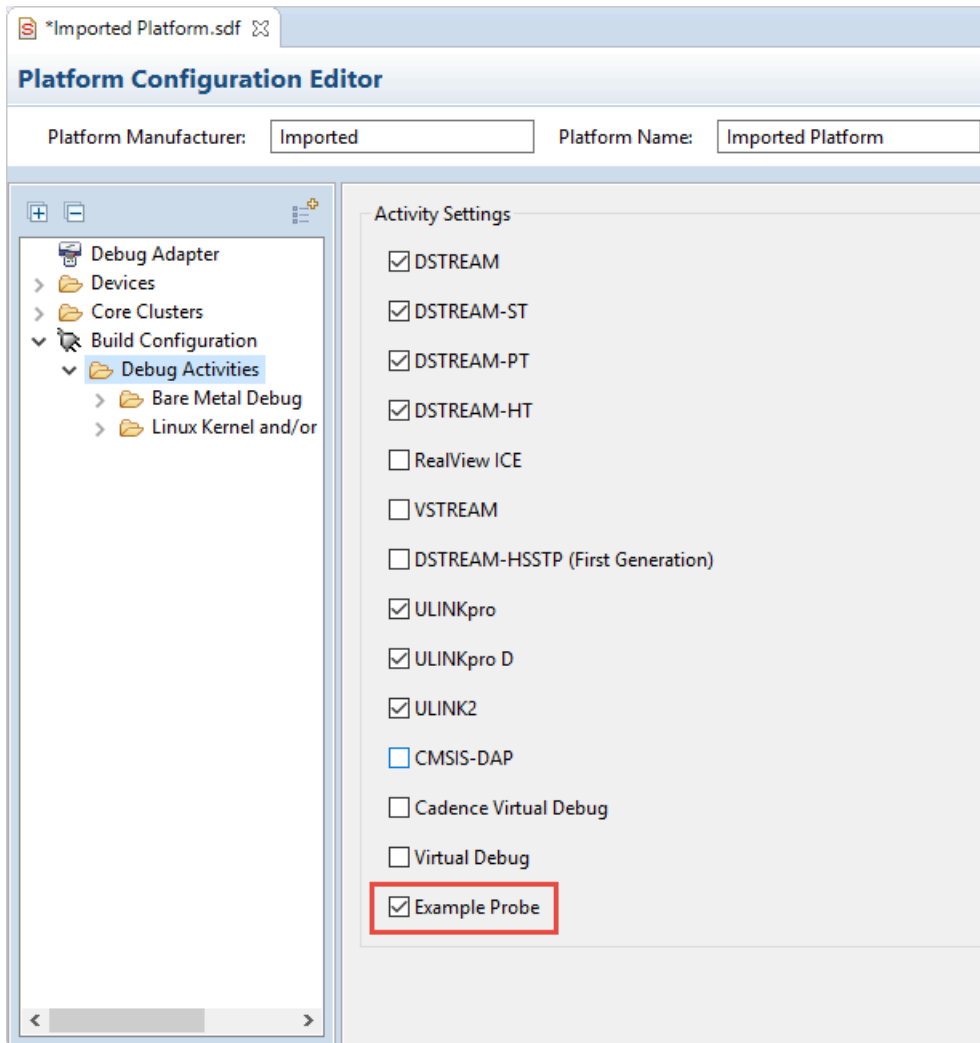 *Imported Platform.sdf
Platform Configuration Editor
Platform Manufacturer: Imported Platform Name: Imported Platform
Debug Adapter
Devices
Core Clusters
Build Configuration
Debug Activities
Bare Metal Debug
Linux Kernel and/or
Activity Settings
DSTREAM
DSTREAM-ST
DSTREAM-PT
DSTREAM-HT
RealView ICE
VSTREAM
DSTREAM-HSSTP (First Generation)
ULINKpro
ULINKpro D
ULINK2
CMSIS-DAP
Cadence Virtual Debug
Virtual Debug
Example Probe